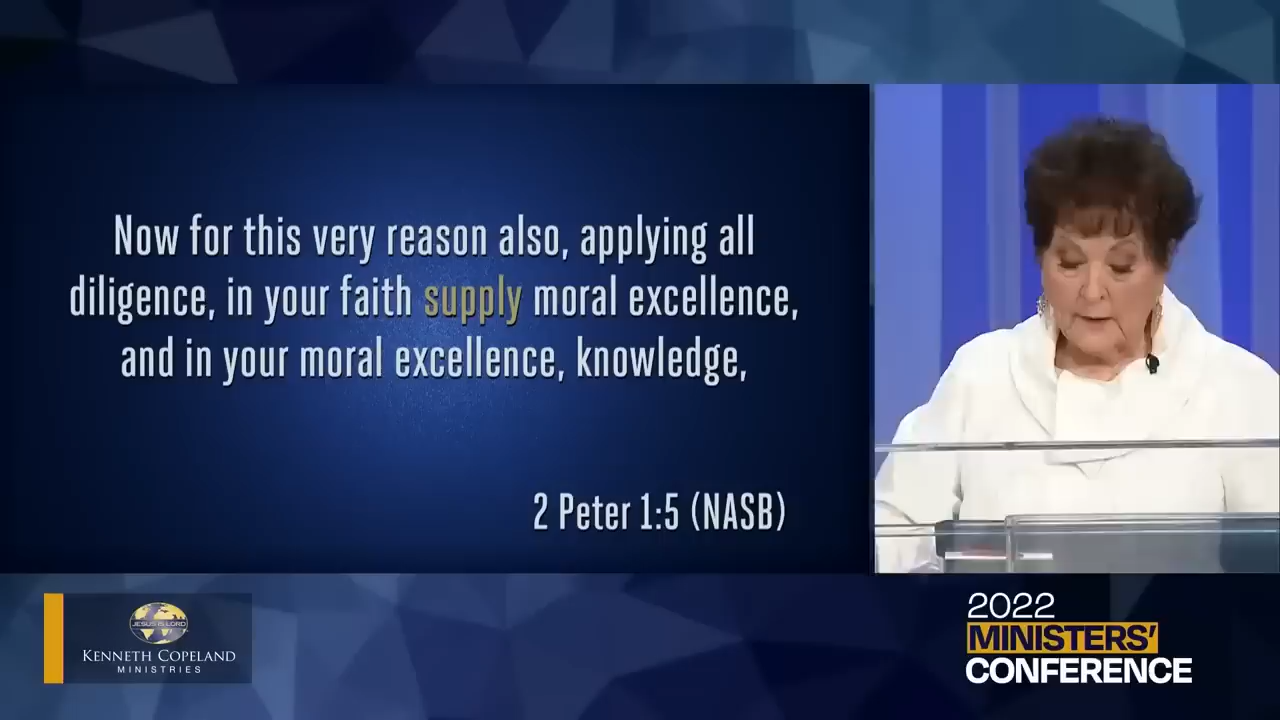 Now for this very reason also, applying all
diligence, in your faith supply moral excellence,
and in your moral excellence, knowledge,
2 Peter 1:5 (NASB)
JESUS IS LORD
KENNETH COPELAND
MINISTRIES
2022
MINISTERS'
CONFERENCE